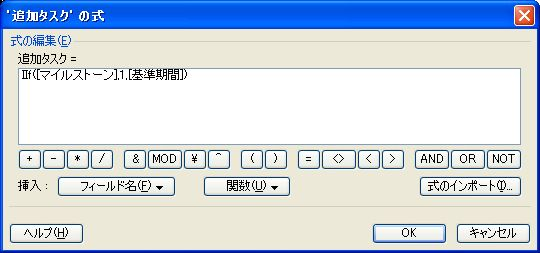 '追加タスク' の式
式の編集(E)
追加タスク =
IIf([マイルストーン],1,[基準期間])
+ - * / & MOD ¥ ^ ( ) = <> < > AND OR NOT
挿入: フィールド名(F) 関数(U) 式のインポート(I)...
ヘルプ(H) OK キャンセル